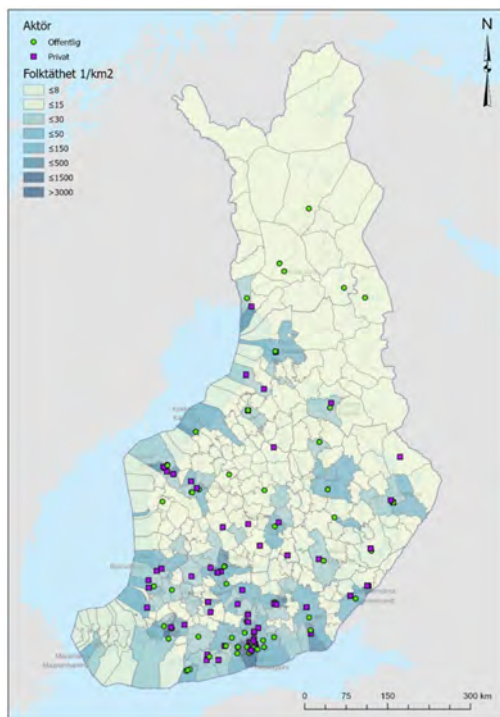 Aktör
Offentlig
Privat
Folktäthet 1/km2
≤8
≤15
≤30
≤50
≤150
≤500
≤1500
>3000
N
0 75 150 300 km